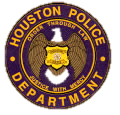 HOUSTON POLICE
ORDER THROUGH LAW
JUSTICE WITH MERCY
DEPARTMENT